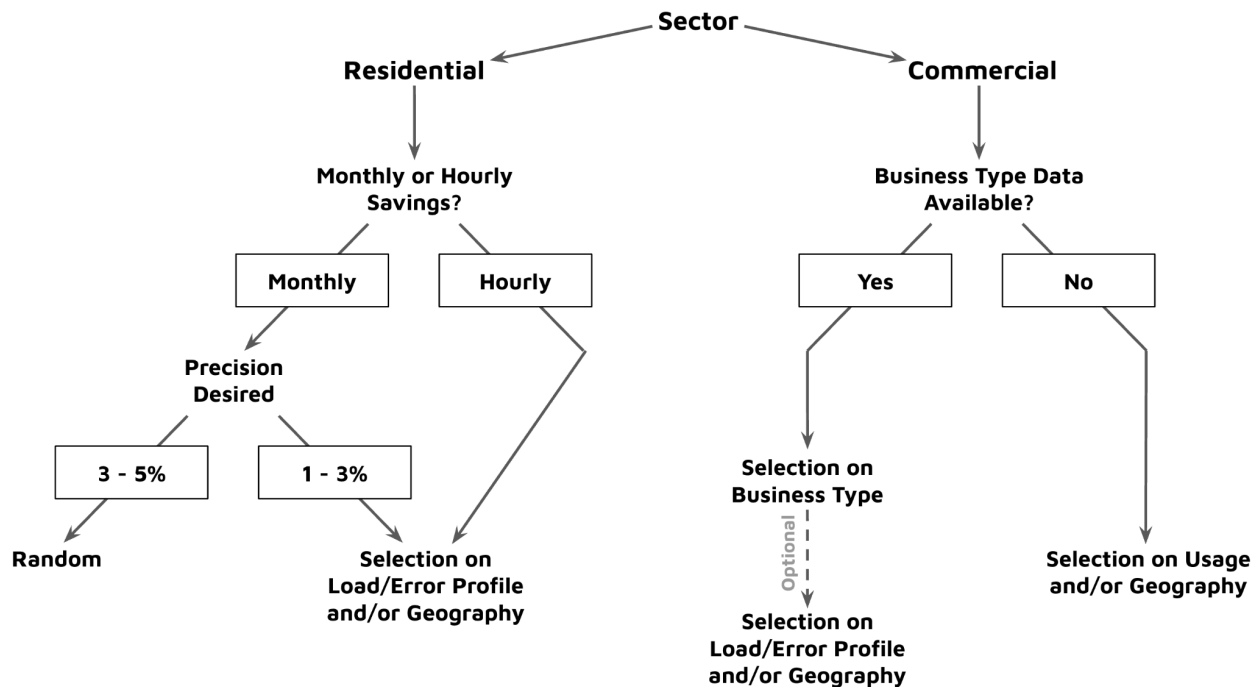 Sector
Residential
Commercial
Monthly or Hourly
Savings?
Business Type Data
Available?
Monthly
Hourly
Yes
No
Precision
Desired
3 - 5%
1 - 3%
Selection on
Business Type
Optional
Random
Selection on
Load/Error Profile
and/or Geography
Selection on Usage
and/or Geography
Selection on
Load/Error Profile
and/or Geography